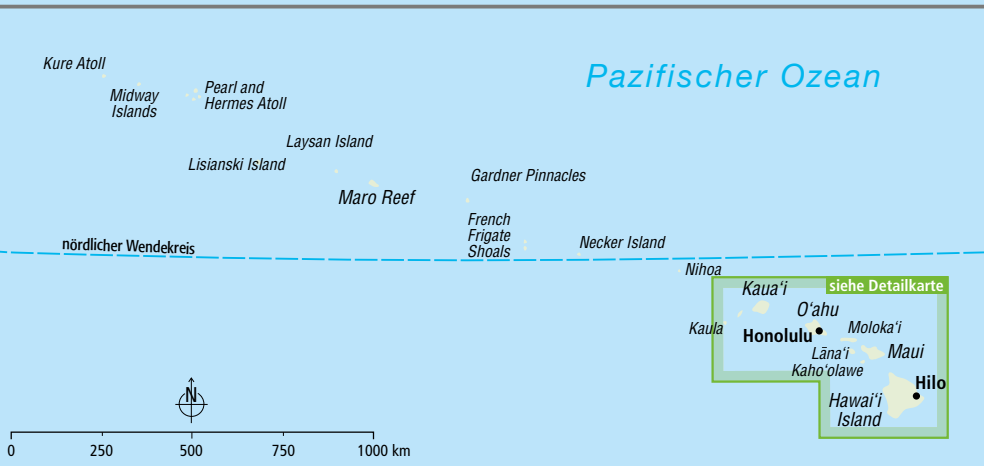 Kure Atoll
Pazifischer Ozean
Midway
Islands
Pearl and
Hermes Atoll
Laysan Island
Lisianski Island
Gardner Pinnacles
Maro Reef
French
Frigate
Shoals
nördlicher Wendekreis
Necker Island
Nihoa
siehe Detailkarte
Kaua‘i
O‘ahu
Kaula
Honolulu
Moloka‘i
Lāna‘i
Maui
Kaho‘olawe
Hilo
Hawai‘i
Island
N
0 250 500 750 1000 km